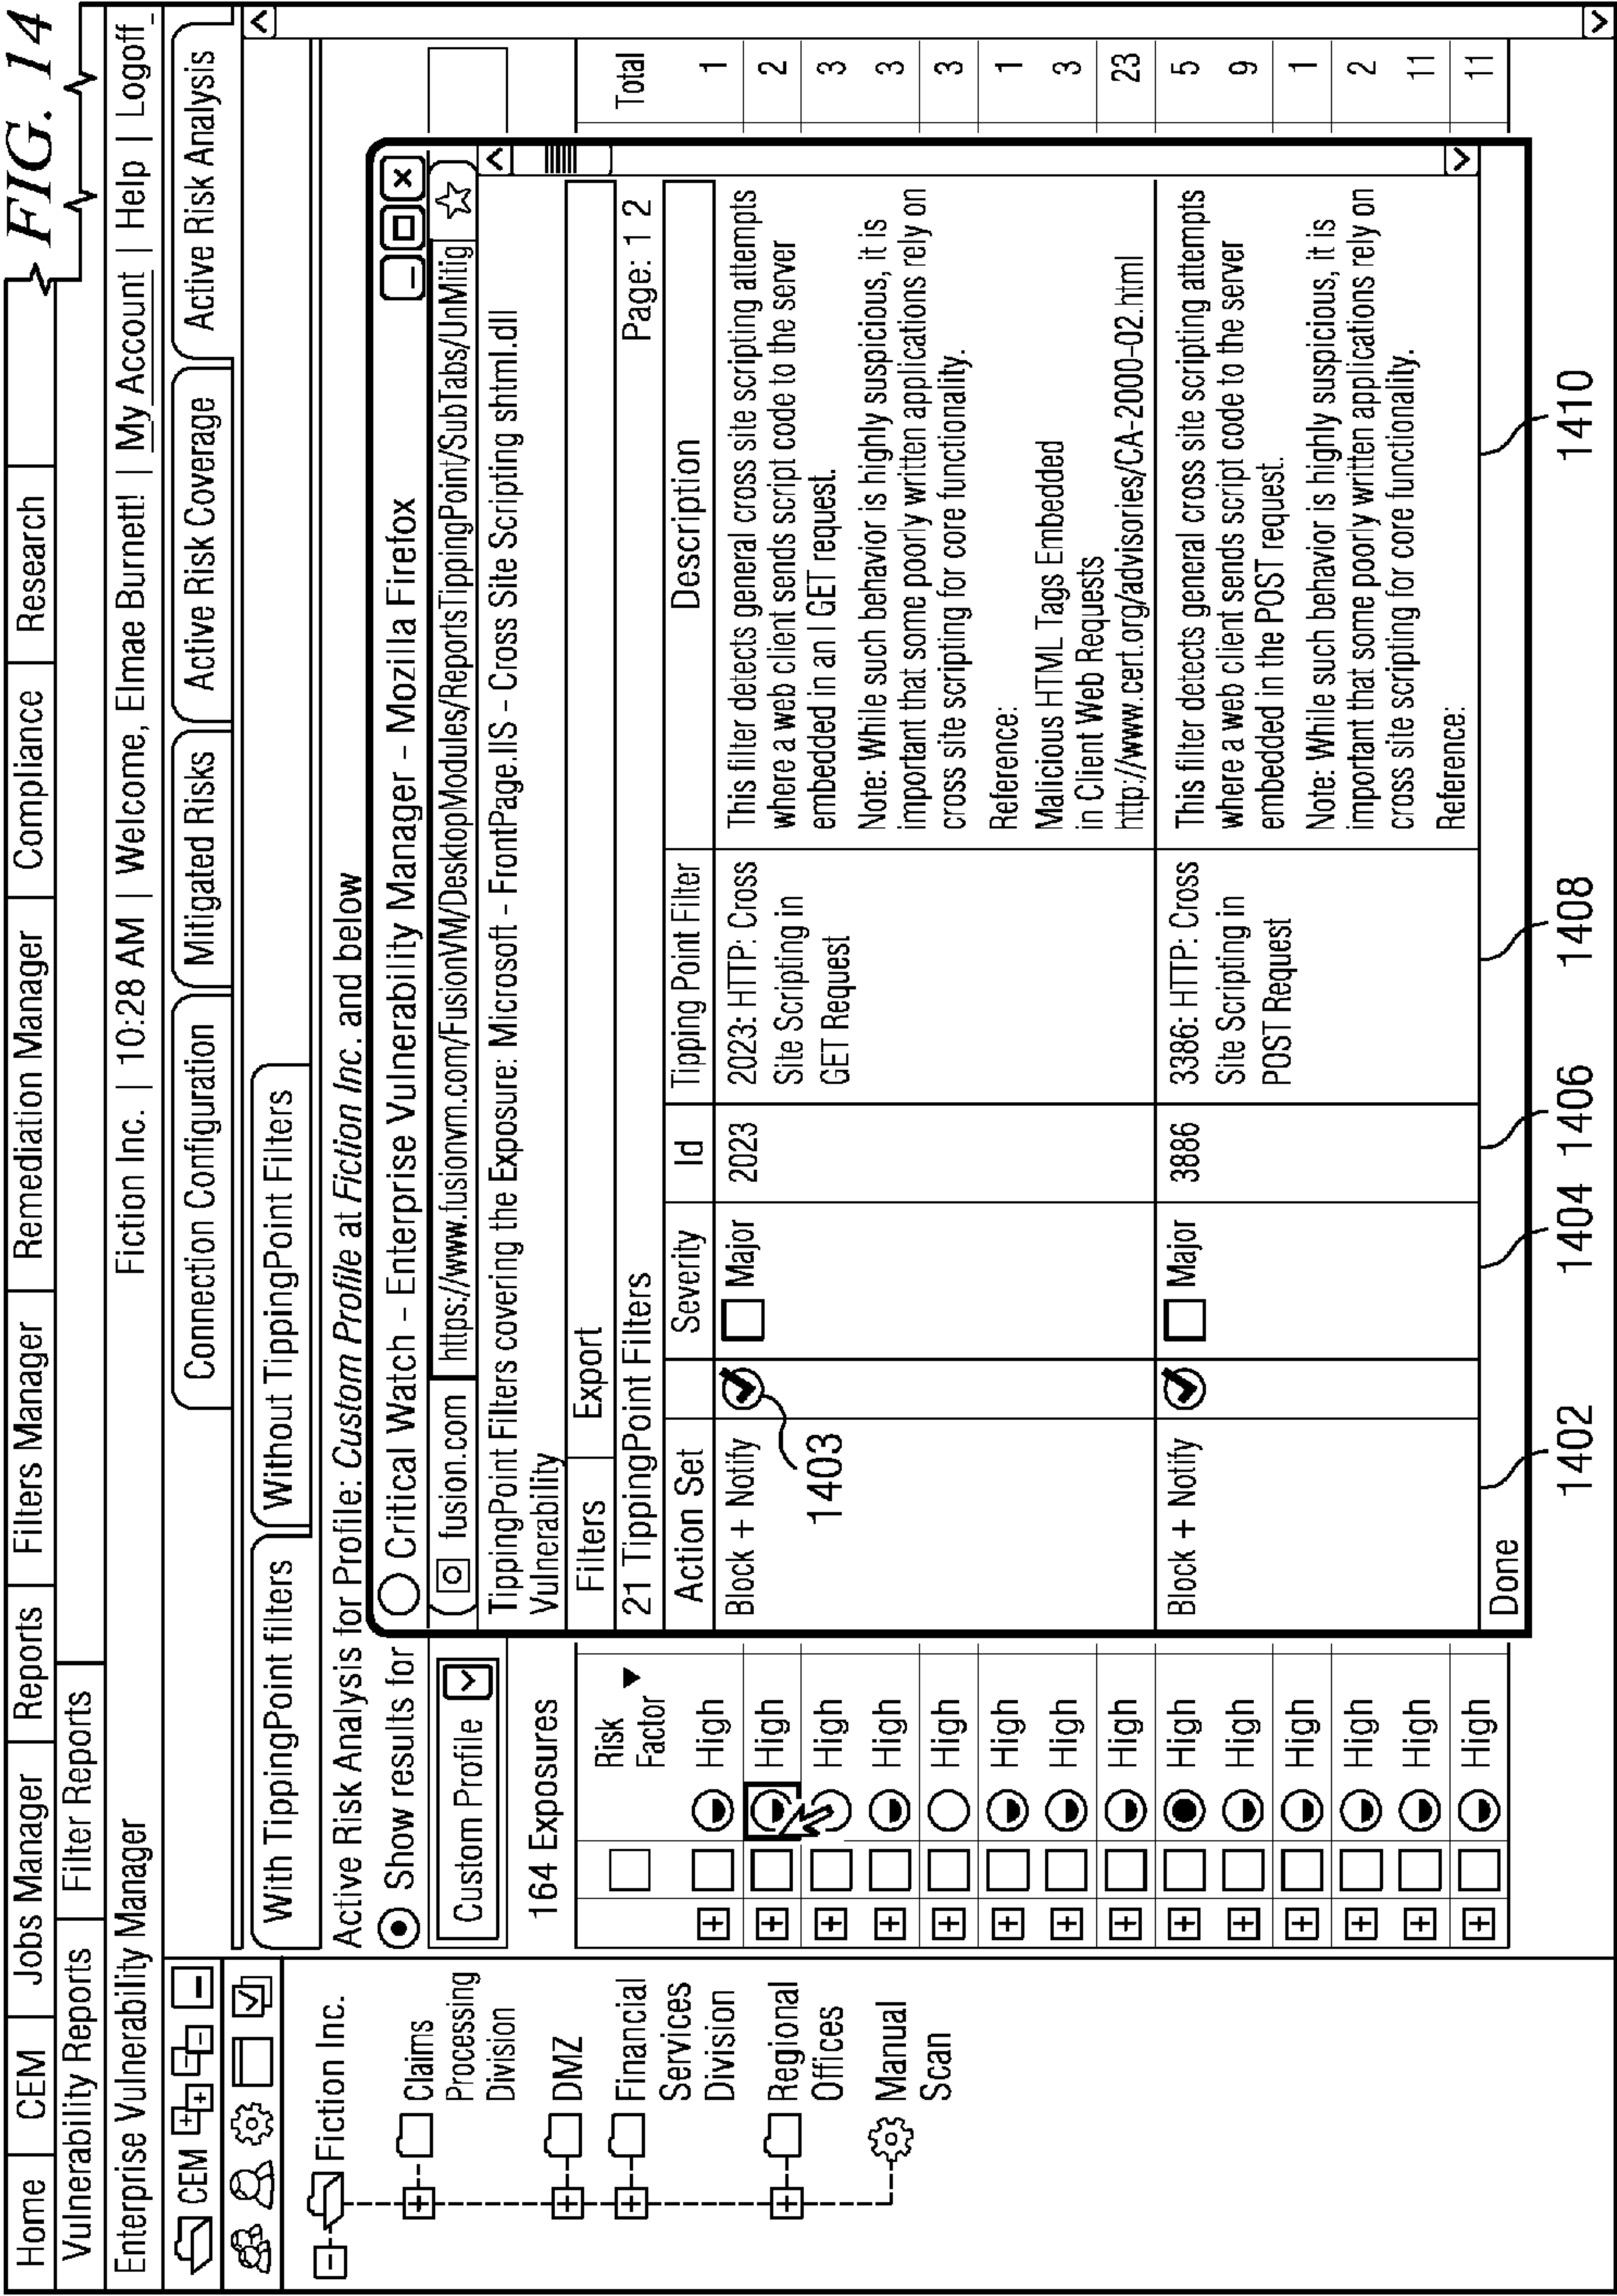 FIG. 14
Home | CEM | Jobs Manager | Reports | Filters Manager | Remediation Manager | Compliance | Research
Vulnerability Reports | Filter Reports
Enterprise Vulnerability Manager
Fiction Inc. | 10:28 AM | Welcome, Elmae Burnett! | My Account | Help | Logoff
CEM
Fiction Inc.
Claims
Processing
Division
DMZ
Financial
Services
Division
Regional
Offices
Manual
Scan
Connection Configuration
Mitigated Risks
Active Risk Coverage
Active Risk Analysis
With TippingPoint filters
Without TippingPoint Filters
Active Risk Analysis for Profile: Custom Profile at Fiction Inc. and below
Show results for
Custom Profile
164 Exposures
Risk
Factor
Total
High 1
High 2
High 3
High 3
High 3
High 1
High 3
High 23
High 5
High 9
High 1
High 2
High 11
High 11
Critical Watch - Enterprise Vulnerability Manager - Mozilla Firefox
fusion.com https://www.fusionvm.com/FusionVM/DesktopModules/ReportsTippingPoint/SubTabs/UnMitig
TippingPoint Filters covering the Exposure: Microsoft - FrontPage.IIS - Cross Site Scripting shtml.dll
Vulnerability
Filters Export
21 TippingPoint Filters Page: 1 2
Action Set Severity Id Tipping Point Filter Description
Block + Notify
Major
2023
2023: HTTP: Cross
Site Scripting in
GET Request
This filter detects general cross site scripting attempts
where a web client sends script code to the server
embedded in an I GET request.
Note: While such behavior is highly suspicious, it is
important that some poorly written applications rely on
cross site scripting for core functionality.
Reference:
Malicious HTML Tags Embedded
in Client Web Requests
http://www.cert.org/advisories/CA-2000-02.html
Block + Notify
Major
3886
3386: HTTP: Cross
Site Scripting in
POST Request
This filter detects general cross site scripting attempts
where a web client sends script code to the server
embedded in the POST request.
Note: While such behavior is highly suspicious, it is
important that some poorly written applications rely on
cross site scripting for core functionality.
Reference:
Done
1403
1402
1404
1406
1408
1410